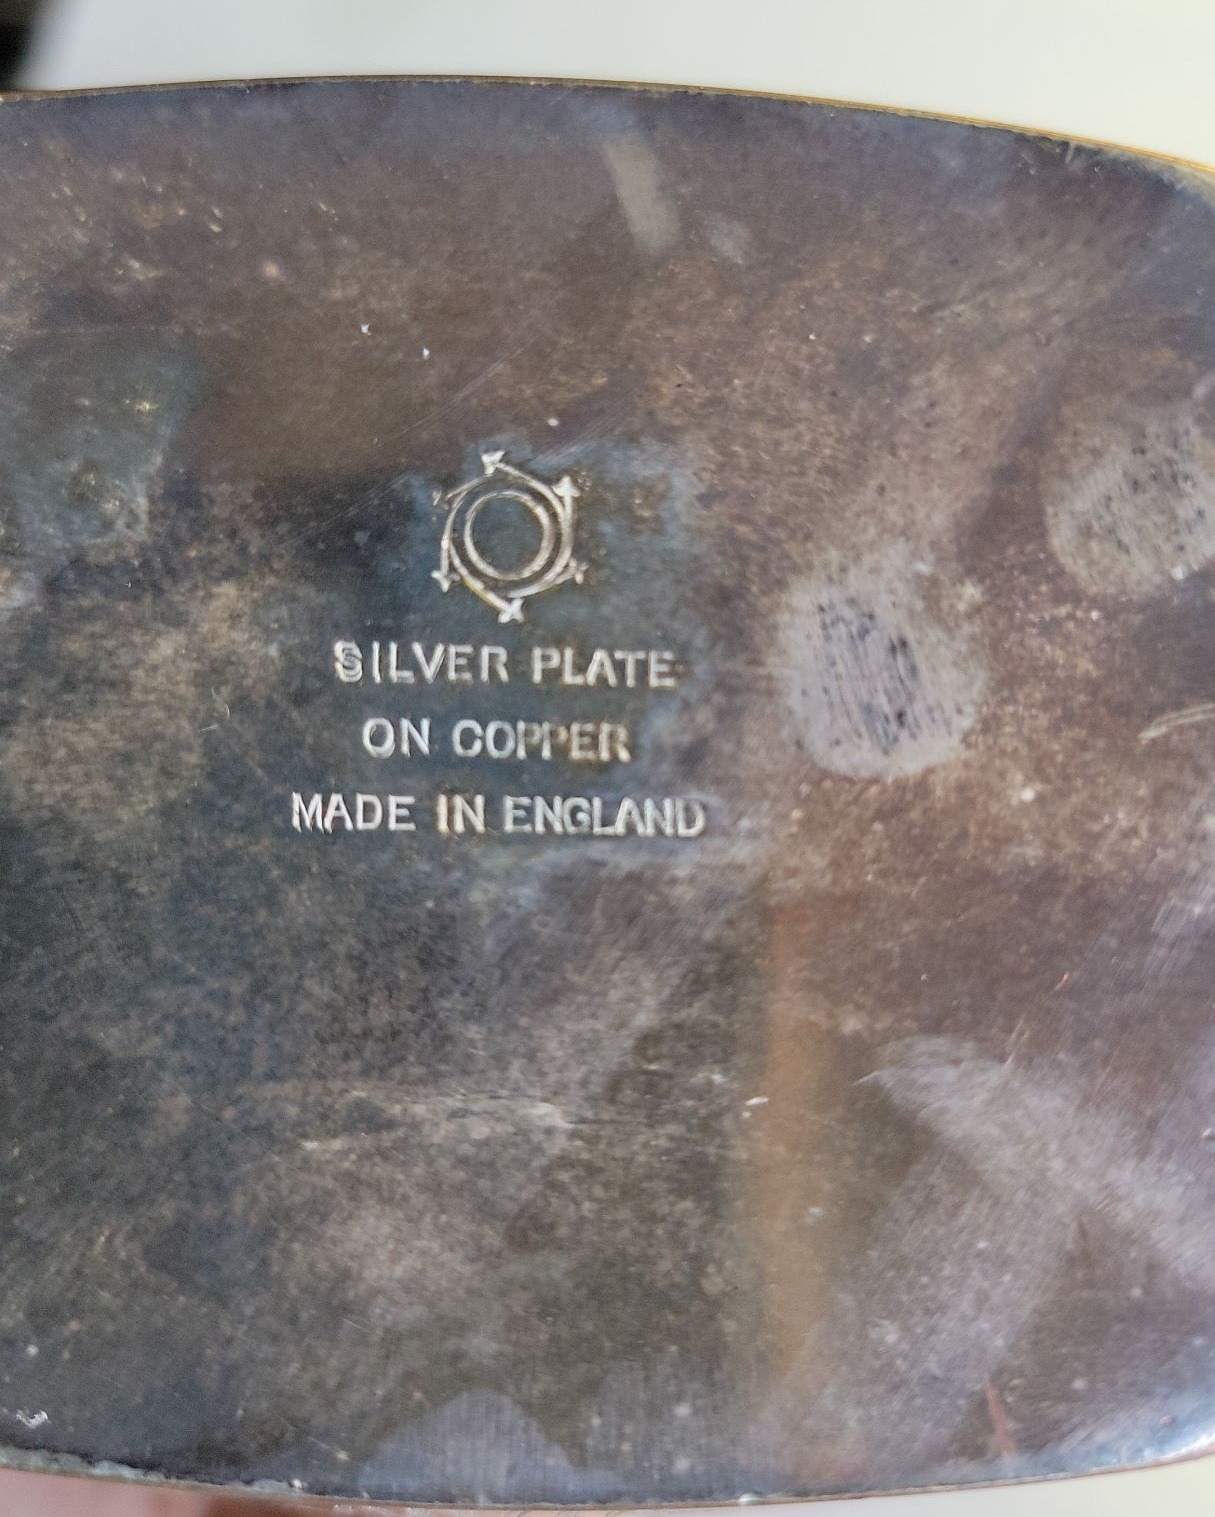 SILVER PLATE
ON COPPER
MADE IN ENGLAND